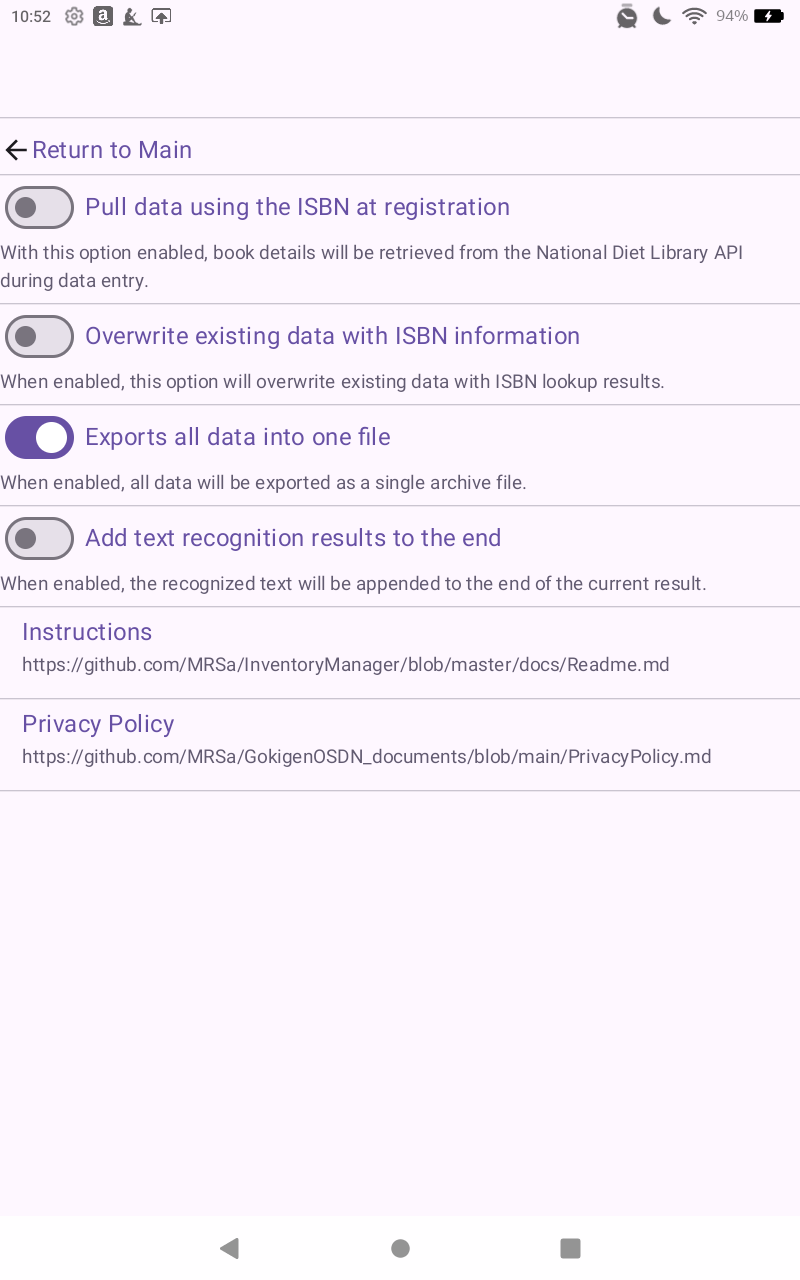 10:52
94%
Return to Main
Pull data using the ISBN at registration
With this option enabled, book details will be retrieved from the National Diet Library API
during data entry.
Overwrite existing data with ISBN information
When enabled, this option will overwrite existing data with ISBN lookup results.
Exports all data into one file
When enabled, all data will be exported as a single archive file.
Add text recognition results to the end
When enabled, the recognized text will be appended to the end of the current result.
Instructions
https://github.com/MRSa/InventoryManager/blob/master/docs/Readme.md
Privacy Policy
https://github.com/MRSa/GokigenOSDN_documents/blob/main/PrivacyPolicy.md